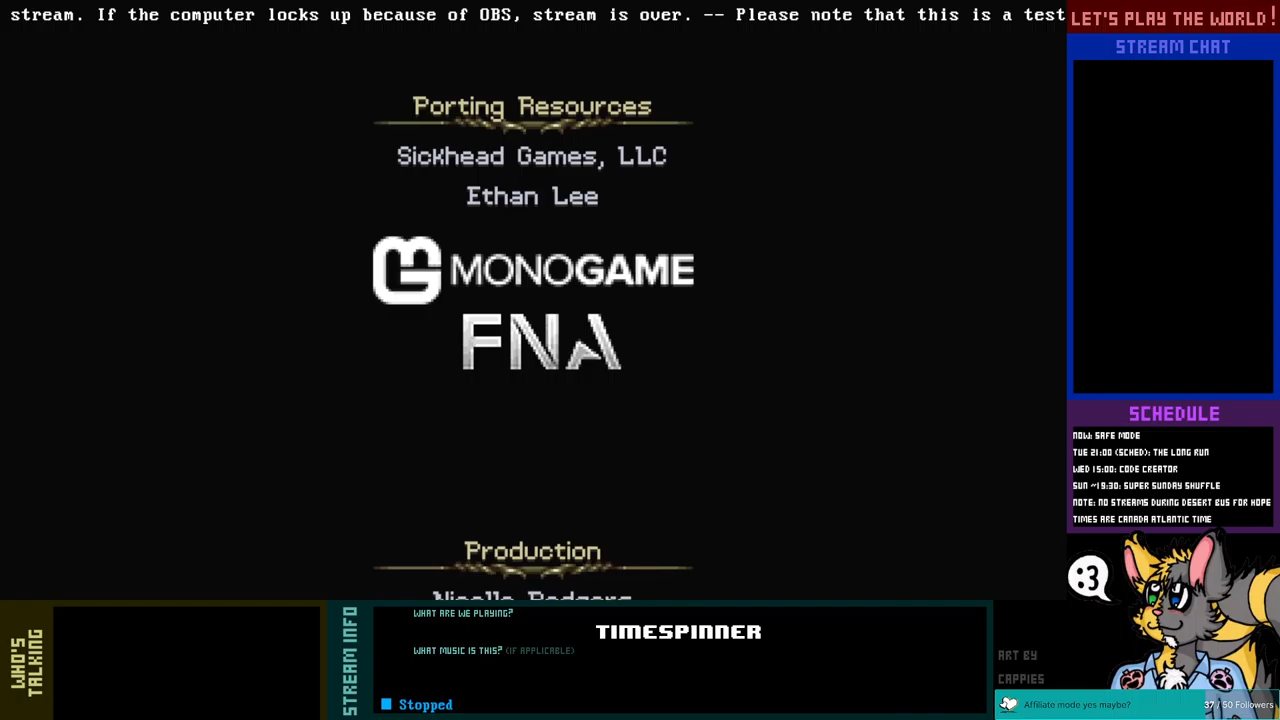 stream. If the computer locks up because of OBS, stream is over. -- Please note that this is a test
LET'S PLAY THE WORLD!
STREAM CHAT
Porting Resources
Sickhead Games, LLC
Ethan Lee
MONOGAME
FNA
Production
SCHEDULE
NOW: SAFE MODE
TUE 21:00 (SCHED): THE LONG RUN
WED 15:00: CODE CREATOR
SUN ~19:30: SUPER SUNDAY SHUFFLE
NOTE: NO STREAMS DURING DESERT BUS FOR HOPE
TIMES ARE CANADA ATLANTIC TIME
:3
WHO'S
TALKING
STREAM INFO
WHAT ARE WE PLAYING?
TIMESPINNER
WHAT MUSIC IS THIS? (IF APPLICABLE)
Stopped
ART BY
CAPPIES
Affiliate mode yes maybe?
37 / 50 Followers